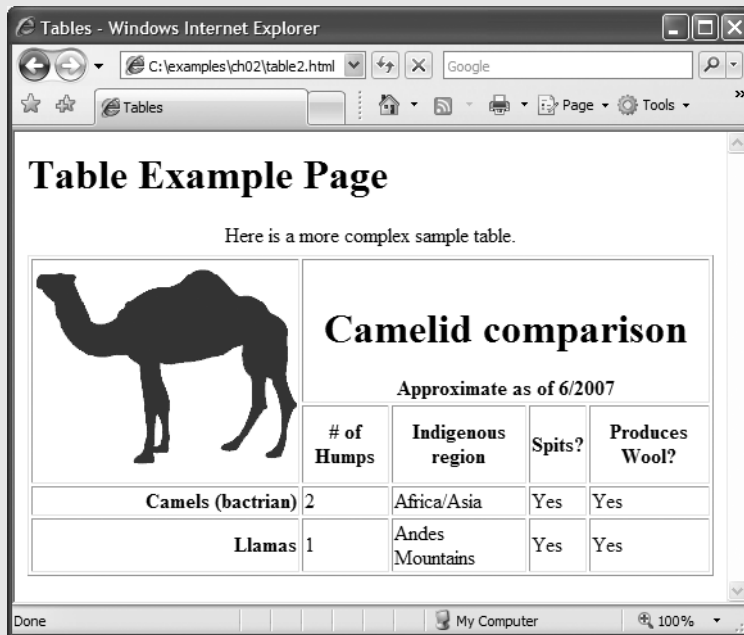 Tables - Windows Internet Explorer
C:\examples\ch02\table2.html
Google
Tables
Page
Tools
»
Table Example Page
Here is a more complex sample table.
Camelid comparison
Approximate as of 6/2007
# of Humps
Indigenous region
Spits?
Produces Wool?
Camels (bactrian) 2 Africa/Asia Yes Yes
Llamas 1 Andes Mountains Yes Yes
Done
My Computer
100%